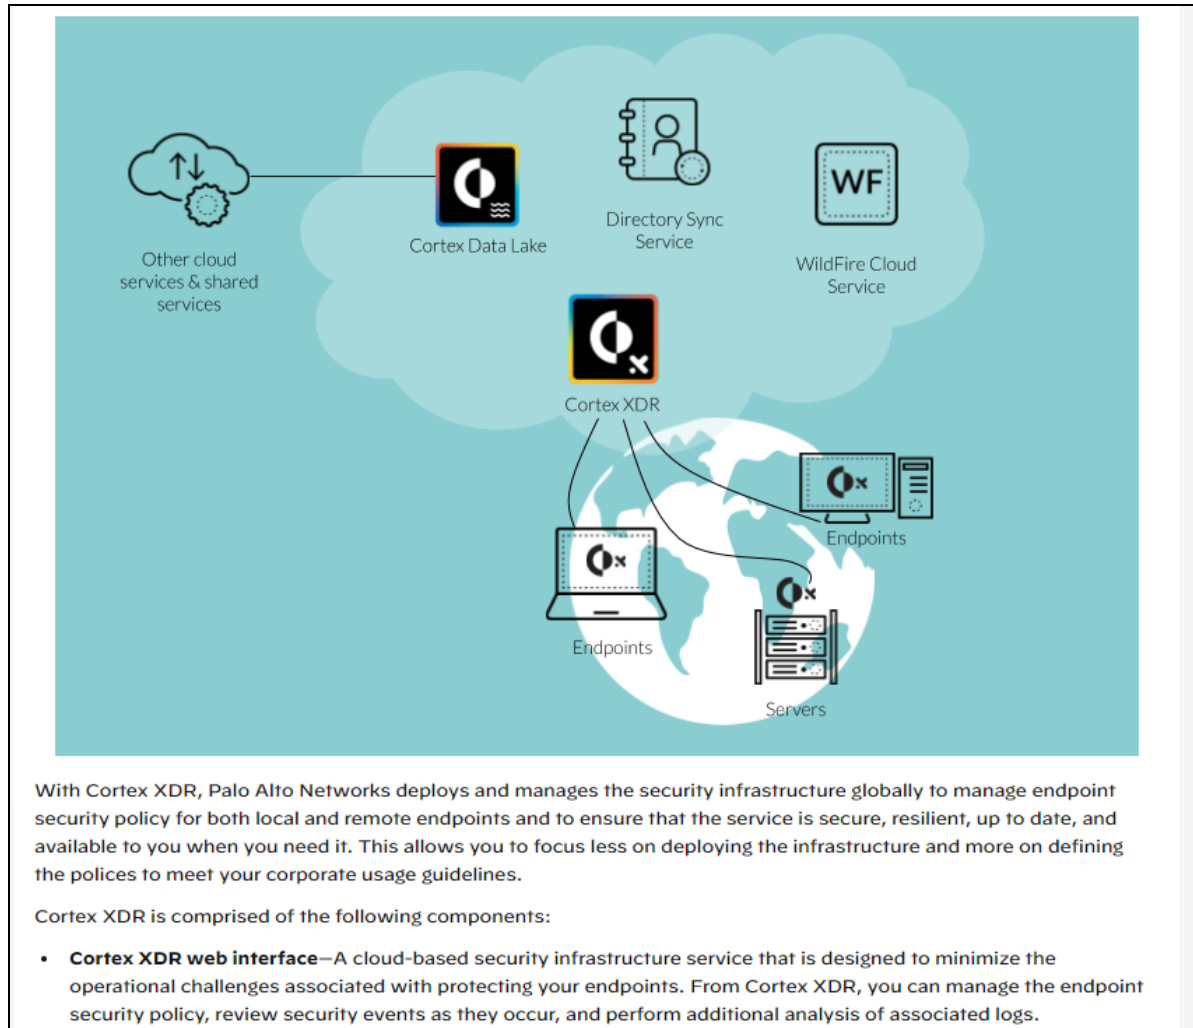 Directory Sync
Service
WF
Cortex Data Lake
Other cloud
services & shared
services
WildFire Cloud
Service
Cortex XDR
Endpoints
Endpoints
Servers
With Cortex XDR, Palo Alto Networks deploys and manages the security infrastructure globally to manage endpoint
security policy for both local and remote endpoints and to ensure that the service is secure, resilient, up to date, and
available to you when you need it. This allows you to focus less on deploying the infrastructure and more on defining
the polices to meet your corporate usage guidelines.
Cortex XDR is comprised of the following components:
• Cortex XDR web interface—A cloud-based security infrastructure service that is designed to minimize the
operational challenges associated with protecting your endpoints. From Cortex XDR, you can manage the endpoint
security policy, review security events as they occur, and perform additional analysis of associated logs.